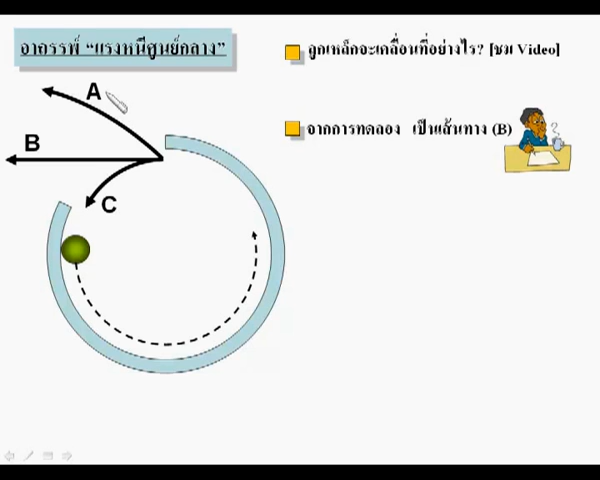 อาถรรพ์ “แรงหนีศูนย์กลาง”
ลูกเหล็กจะเคลื่อนที่อย่างไร? [ชม Video]
A
B
จากการทดลอง เป็นเส้นทาง (B)
C